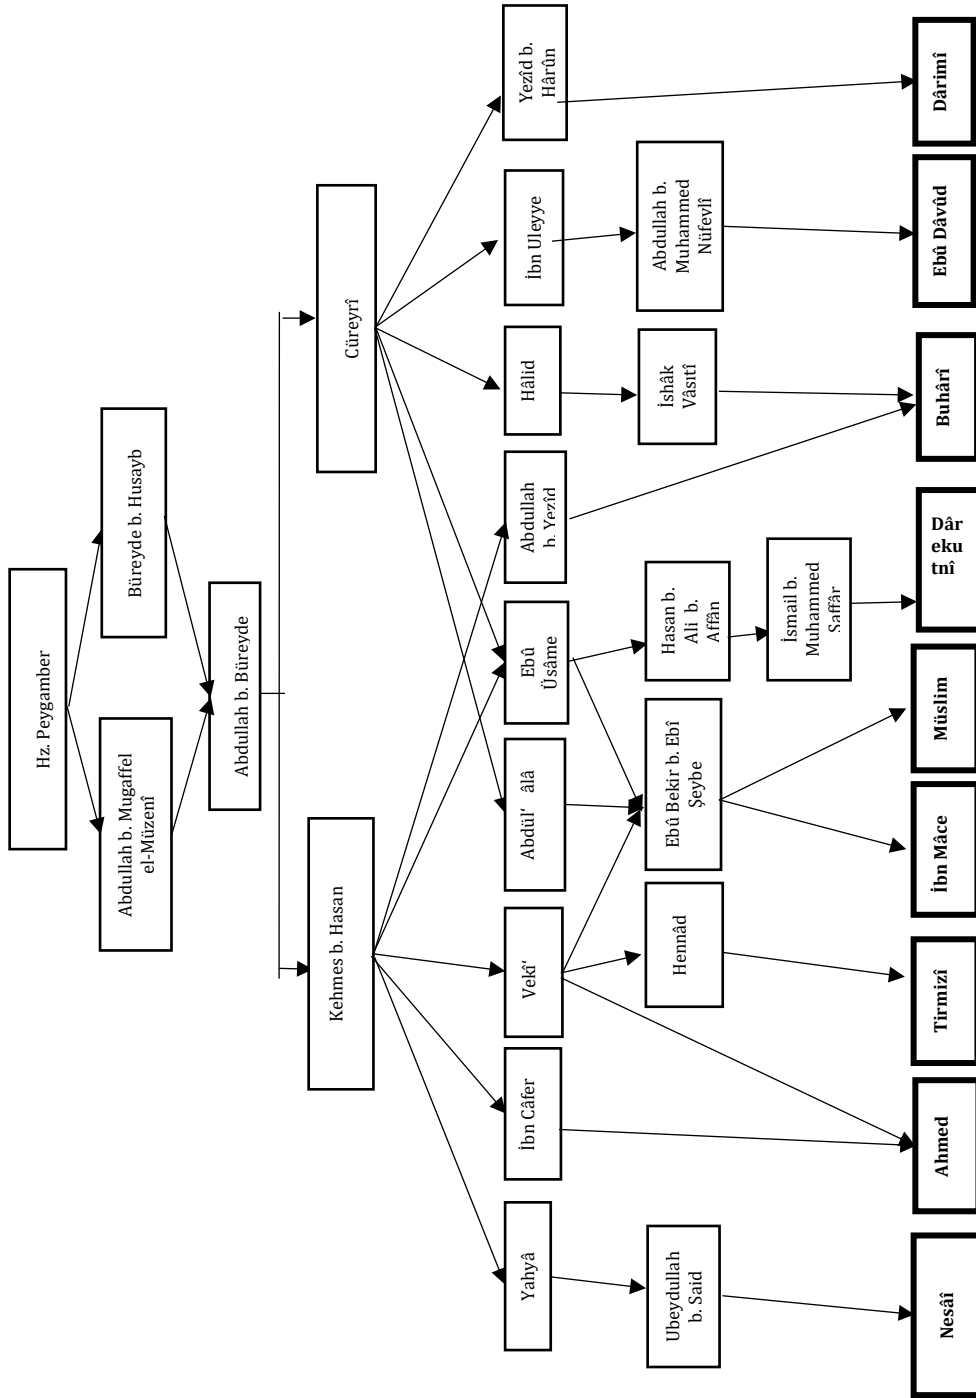 Hz. Peygamber
Abdullah b. Mugaffel
el-Müzenî
Büreyde b. Husayb
Abdullah b. Büreyde
Kehmes b. Hasan
Cüreyrî
Yahyâ
İbn Câfer
Vekî‘
Abdül‘ âlâ
Ebû
Üsâme
Abdullah
b. Yezîd
Hâlid
İbn Uleyye
Yezîd b.
Hârûn
Ubeydullah
b. Said
Hennâd
Ebû Bekir b. Ebî
Şeybe
Hasan b.
Ali b.
Affân
İshâk
Vâsıtî
Abdullah b.
Muhammed
Nüfevlî
İsmail b.
Muhammed
Saffâr
Nesâî
Ahmed
Tirmizî
İbn Mâce
Müslim
Dâr
eku
tnî
Buhârî
Ebû Dâvûd
Dârimî